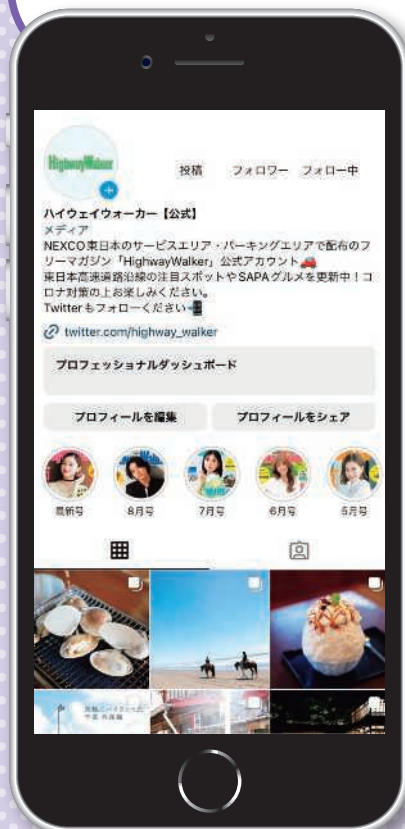 HighwayWalker
投稿 フォロワー フォロー中
ハイウェイウォーカー【公式】
メディア
NEXCO東日本のサービスエリア・パーキングエリアで配布のフ
リーマガジン「HighwayWalker」公式アカウント🚗
東日本高速道路沿線の注目スポットやSAPAグルメを更新中！コ
ロナ対策の上お楽しみください。
Twitterもフォローください📲
twitter.com/highway_walker
プロフェッショナルダッシュボード
プロフィールを編集 プロフィールをシェア
最新号 8月号 7月号 6月号 5月号